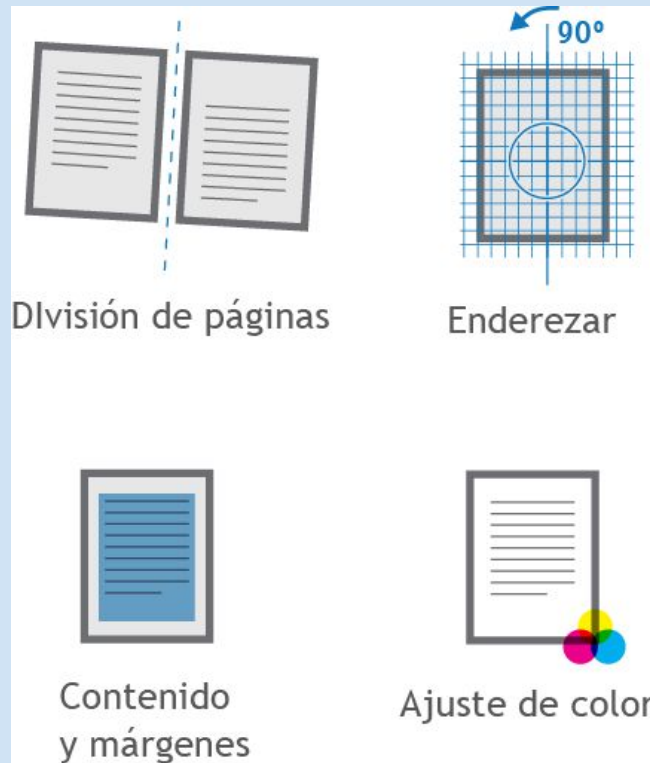 90º
DIvisión de páginas
Enderezar
Contenido
y márgenes
Ajuste de color